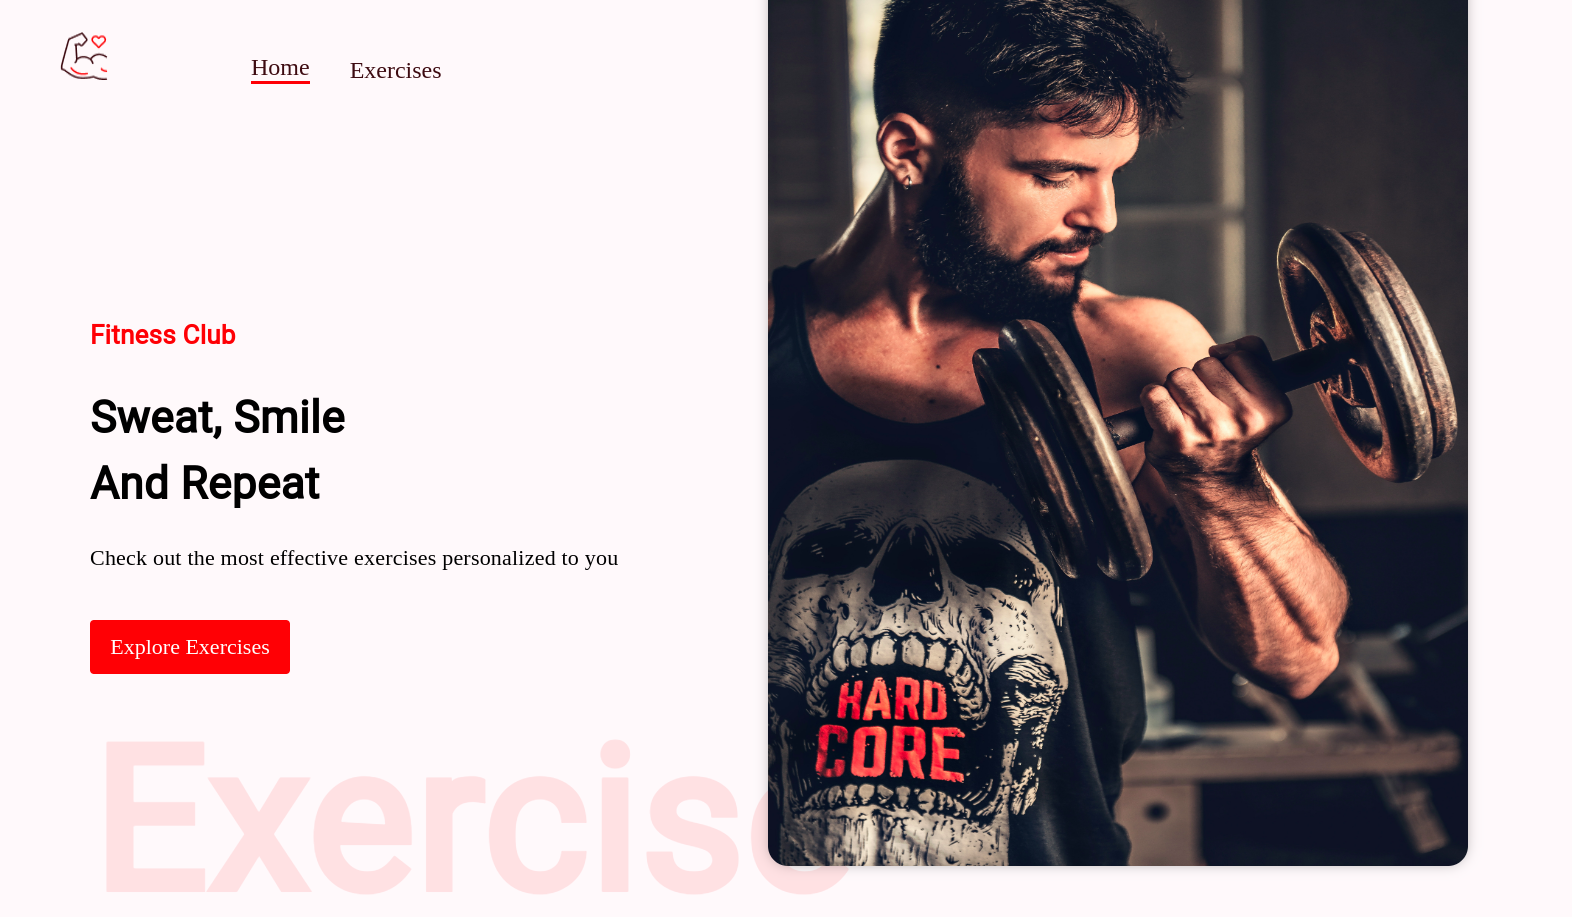 Home
Exercises
Fitness Club
Sweat, Smile
And Repeat
Check out the most effective exercises personalized to you
Explore Exercises
Exercise
HARD
CORE